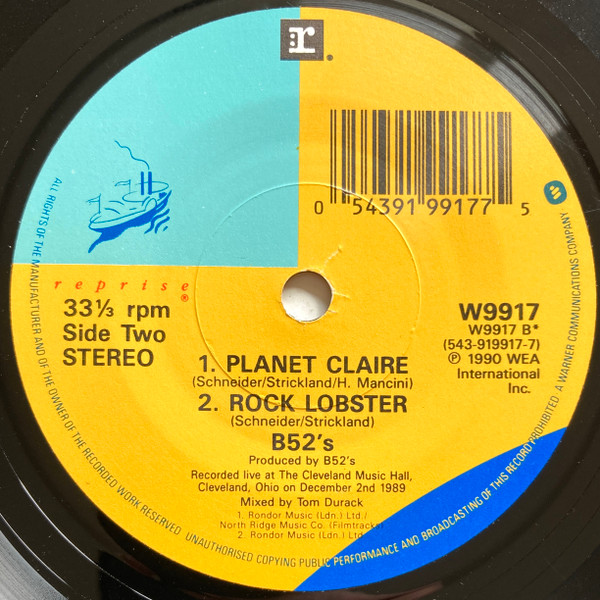 r®
0 54391 99177 5
reprise®
33⅓ rpm
Side Two
STEREO
W9917
W9917 B*
(543-919917-7)
℗ 1990 WEA
International
Inc.
1. PLANET CLAIRE
(Schneider/Strickland/H. Mancini)
2. ROCK LOBSTER
(Schneider/Strickland)
B52's
Produced by B52's
Recorded live at The Cleveland Music Hall,
Cleveland, Ohio on December 2nd 1989
Mixed by Tom Durack
1. Rondor Music (Ldn.) Ltd./
North Ridge Music Co. (Filmtracks)
2. Rondor Music (Ldn.) Ltd.
ALL RIGHTS OF THE MANUFACTURER AND OF THE OWNER OF THE RECORDED WORK RESERVED UNAUTHORISED COPYING PUBLIC PERFORMANCE AND BROADCASTING OF THIS RECORD PROHIBITED A WARNER COMMUNICATIONS COMPANY